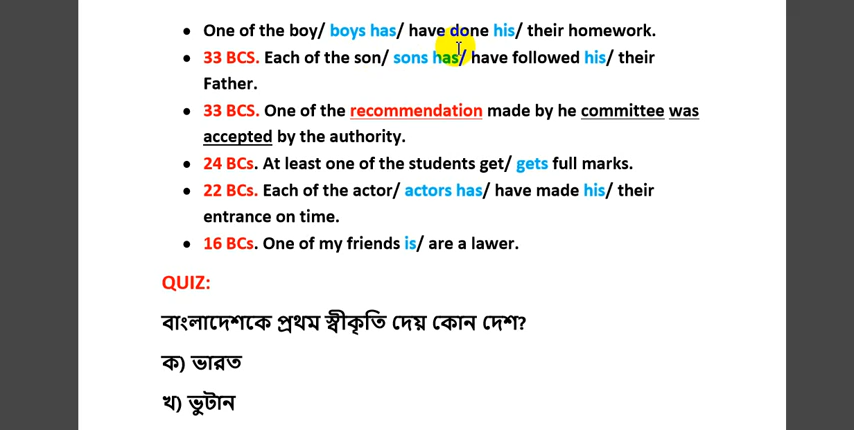 One of the boy/ boys has/ have done his/ their homework.
33 BCS. Each of the son/ sons has/ have followed his/ their
Father.
33 BCS. One of the recommendation made by he committee was
accepted by the authority.
24 BCs. At least one of the students get/ gets full marks.
22 BCs. Each of the actor/ actors has/ have made his/ their
entrance on time.
16 BCs. One of my friends is/ are a lawer.
QUIZ:
বাংলাদেশকে প্রথম স্বীকৃতি দেয় কোন দেশ?
ক) ভারত
খ) ভুটান